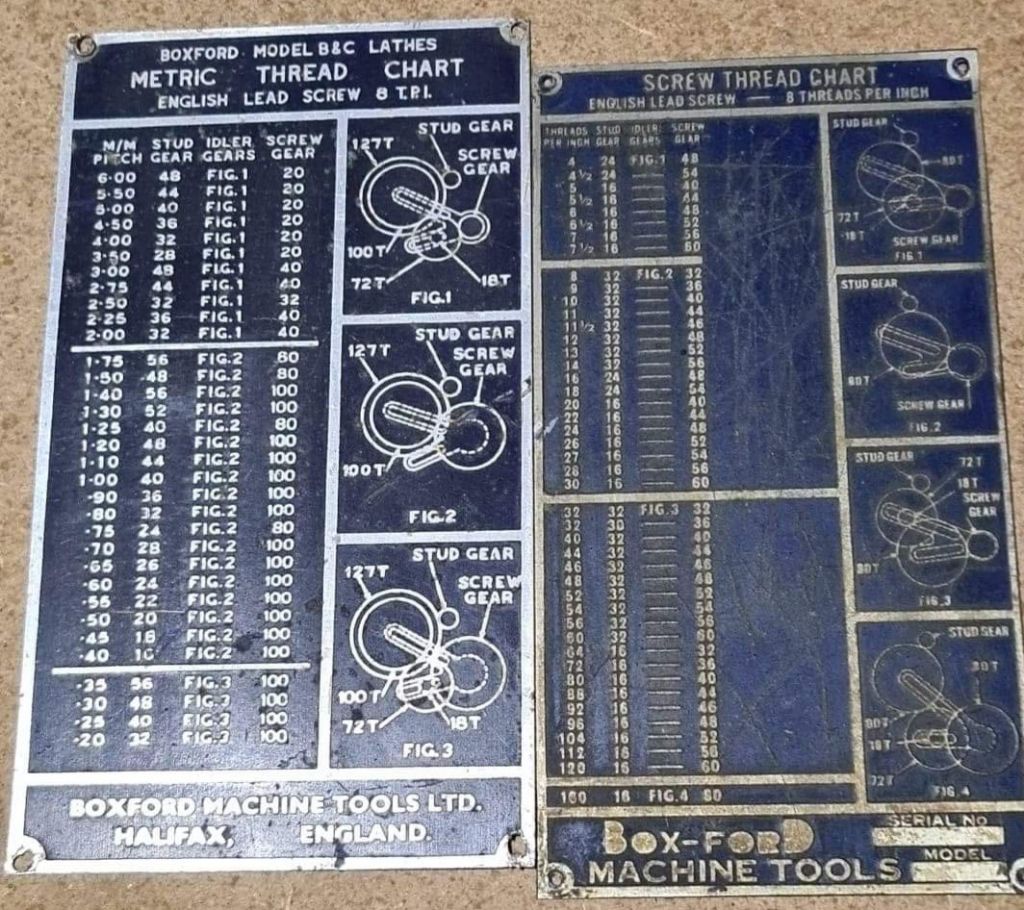 BOXFORD MODEL B&C LATHES
METRIC THREAD CHART
ENGLISH LEAD SCREW 8 T.P.I.
M/M STUD IDLER SCREW
PITCH GEAR GEARS GEAR
6·00 48 FIG.1 20
5·50 44 FIG.1 20
5·00 40 FIG.1 20
4·50 36 FIG.1 20
4·00 32 FIG.1 20
3·50 28 FIG.1 20
3·00 48 FIG.1 40
2·75 44 FIG.1 40
2·50 32 FIG.1 32
2·25 36 FIG.1 40
2·00 32 FIG.1 40
1·75 56 FIG.2 80
1·50 48 FIG.2 80
1·40 56 FIG.2 100
1·30 52 FIG.2 100
1·25 40 FIG.2 80
1·20 48 FIG.2 100
1·10 44 FIG.2 100
1·00 40 FIG.2 100
·90 36 FIG.2 100
·80 32 FIG.2 100
·75 24 FIG.2 80
·70 28 FIG.2 100
·65 26 FIG.2 100
·60 24 FIG.2 100
·55 22 FIG.2 100
·50 20 FIG.2 100
·45 18 FIG.2 100
·40 16 FIG.2 100
·35 56 FIG.3 100
·30 48 FIG.3 100
·25 40 FIG.3 100
·20 32 FIG.3 100
STUD GEAR
127T
SCREW
GEAR
100T
72T
18T
FIG.1
STUD GEAR
127T
SCREW
GEAR
100T
FIG.2
STUD GEAR
127T
SCREW
GEAR
100T
72T
18T
FIG.3
BOXFORD MACHINE TOOLS LTD.
HALIFAX, ENGLAND.
SCREW THREAD CHART
ENGLISH LEAD SCREW — 8 THREADS PER INCH
THREADS STUD IDLER SCREW
PER INCH GEAR GEARS GEAR
4 24 FIG.1 48
4½ 24 54
5 16 40
5½ 16 44
6 16 48
6½ 16 52
7 16 56
7½ 16 60
8 32 FIG.2 32
9 32 36
10 32 40
11 32 44
11½ 32 46
12 32 48
13 32 52
14 32 56
16 24 48
18 24 54
20 16 40
22 16 44
24 16 48
26 16 52
27 16 54
28 16 56
30 16 60
32 32 FIG.3 32
36 40
40 32 40
44 32 44
46 32 46
48 32 48
52 32 52
54 32 54
56 32 56
60 32 60
64 16 32
72 16 36
80 16 40
88 16 44
92 16 46
96 16 48
104 16 52
112 16 56
120 16 60
160 16 FIG.4 80
STUD GEAR
80T
72T
18T
SCREW GEAR
FIG.1
STUD GEAR
80T
SCREW GEAR
FIG.2
STUD GEAR
72T
18T
SCREW
GEAR
80T
FIG.3
STUD GEAR
80T
18T
72T
FIG.4
BOX-FORD
MACHINE TOOLS
SERIAL No
MODEL